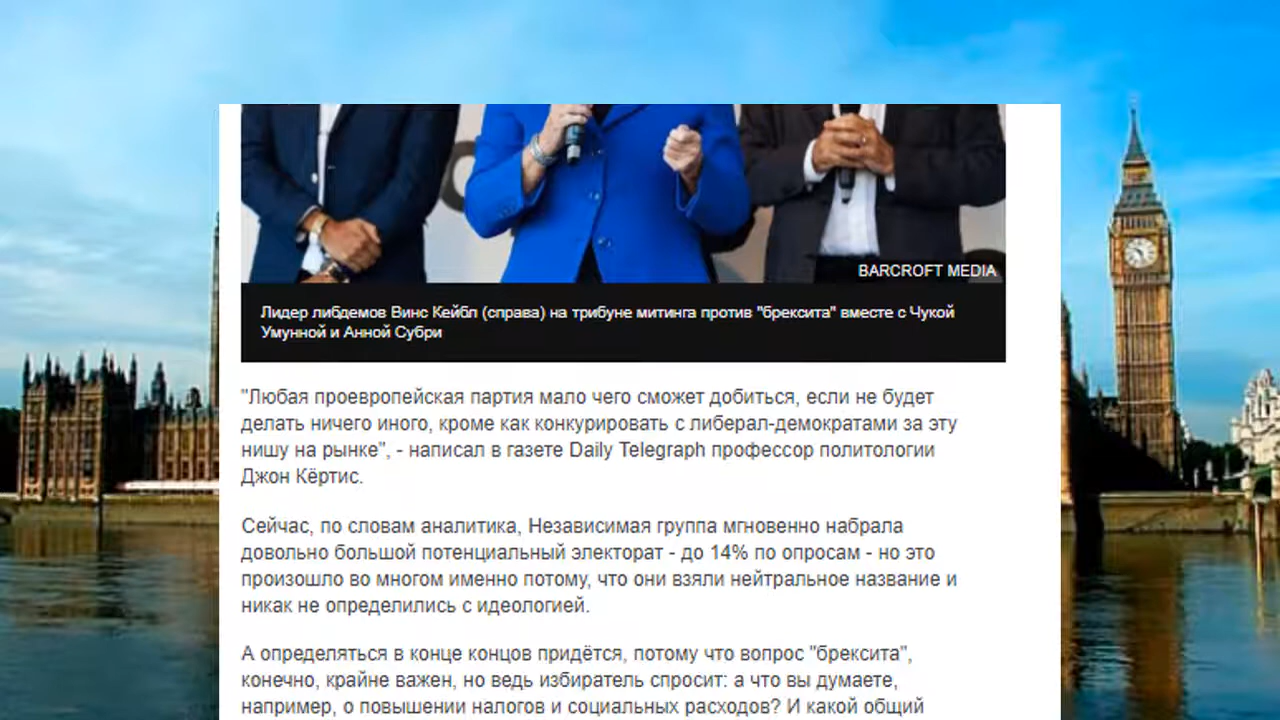 BARCROFT MEDIA
Лидер либдемов Винс Кейбл (справа) на трибуне митинга против "брексита" вместе с Чукой
Умунной и Анной Субри
"Любая проевропейская партия мало чего сможет добиться, если не будет
делать ничего иного, кроме как конкурировать с либерал-демократами за эту
нишу на рынке", - написал в газете Daily Telegraph профессор политологии
Джон Кёртис.
Сейчас, по словам аналитика, Независимая группа мгновенно набрала
довольно большой потенциальный электорат - до 14% по опросам - но это
произошло во многом именно потому, что они взяли нейтральное название и
никак не определились с идеологией.
А определяться в конце концов придётся, потому что вопрос "брексита",
конечно, крайне важен, но ведь избиратель спросит: а что вы думаете,
например, о повышении налогов и социальных расходов? И какой общий